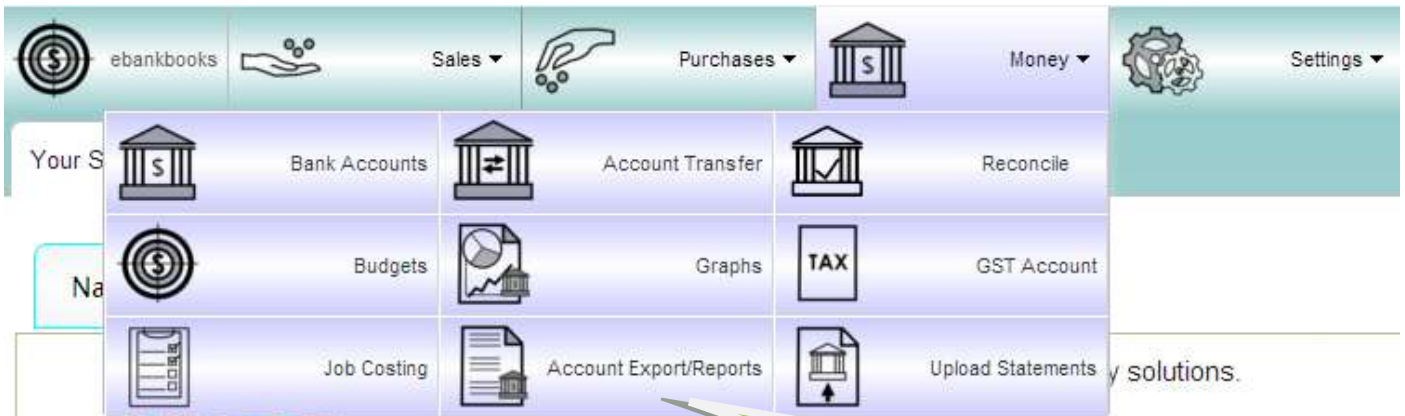 ebankbooks Sales Purchases Money Settings
Your S
Bank Accounts Account Transfer Reconcile
Budgets Graphs TAX GST Account
Na
Job Costing Account Export/Reports Upload Statements y solutions.